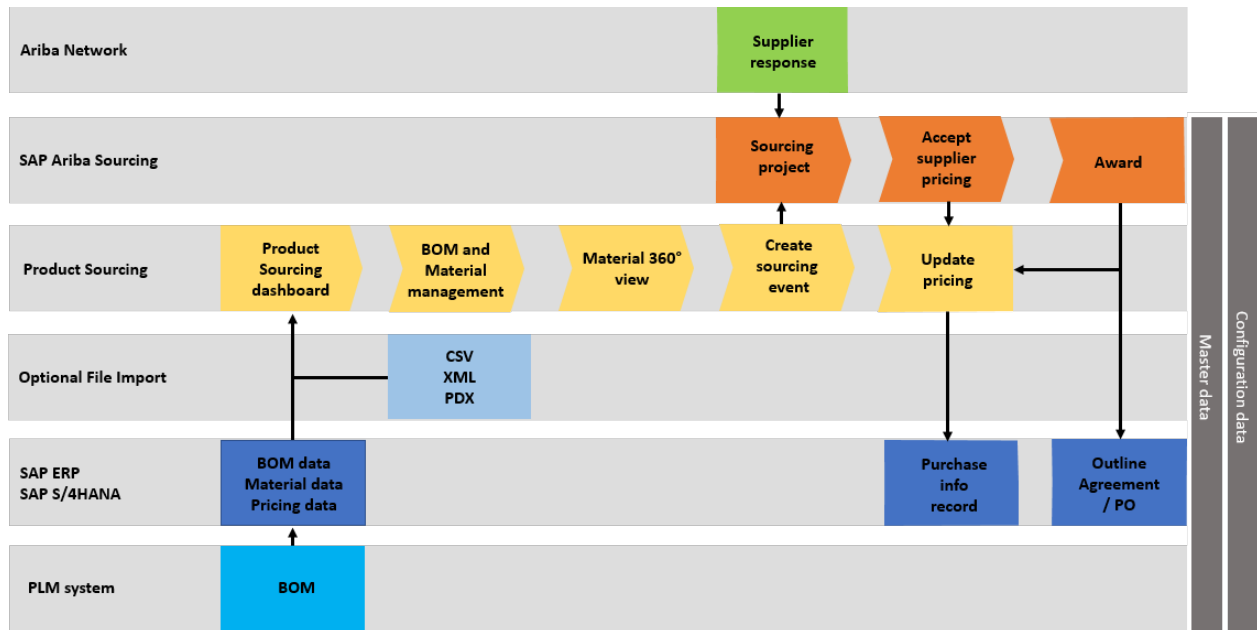 Ariba Network
Supplier
response
SAP Ariba Sourcing
Sourcing
project
Accept
supplier
pricing
Award
Product Sourcing
Product
Sourcing
dashboard
BOM and
Material
management
Material 360°
view
Create
sourcing
event
Update
pricing
Optional File Import
CSV
XML
PDX
SAP ERP
SAP S/4HANA
BOM data
Material data
Pricing data
Purchase
info
record
Outline
Agreement
/ PO
PLM system
BOM
Master data
Configuration data